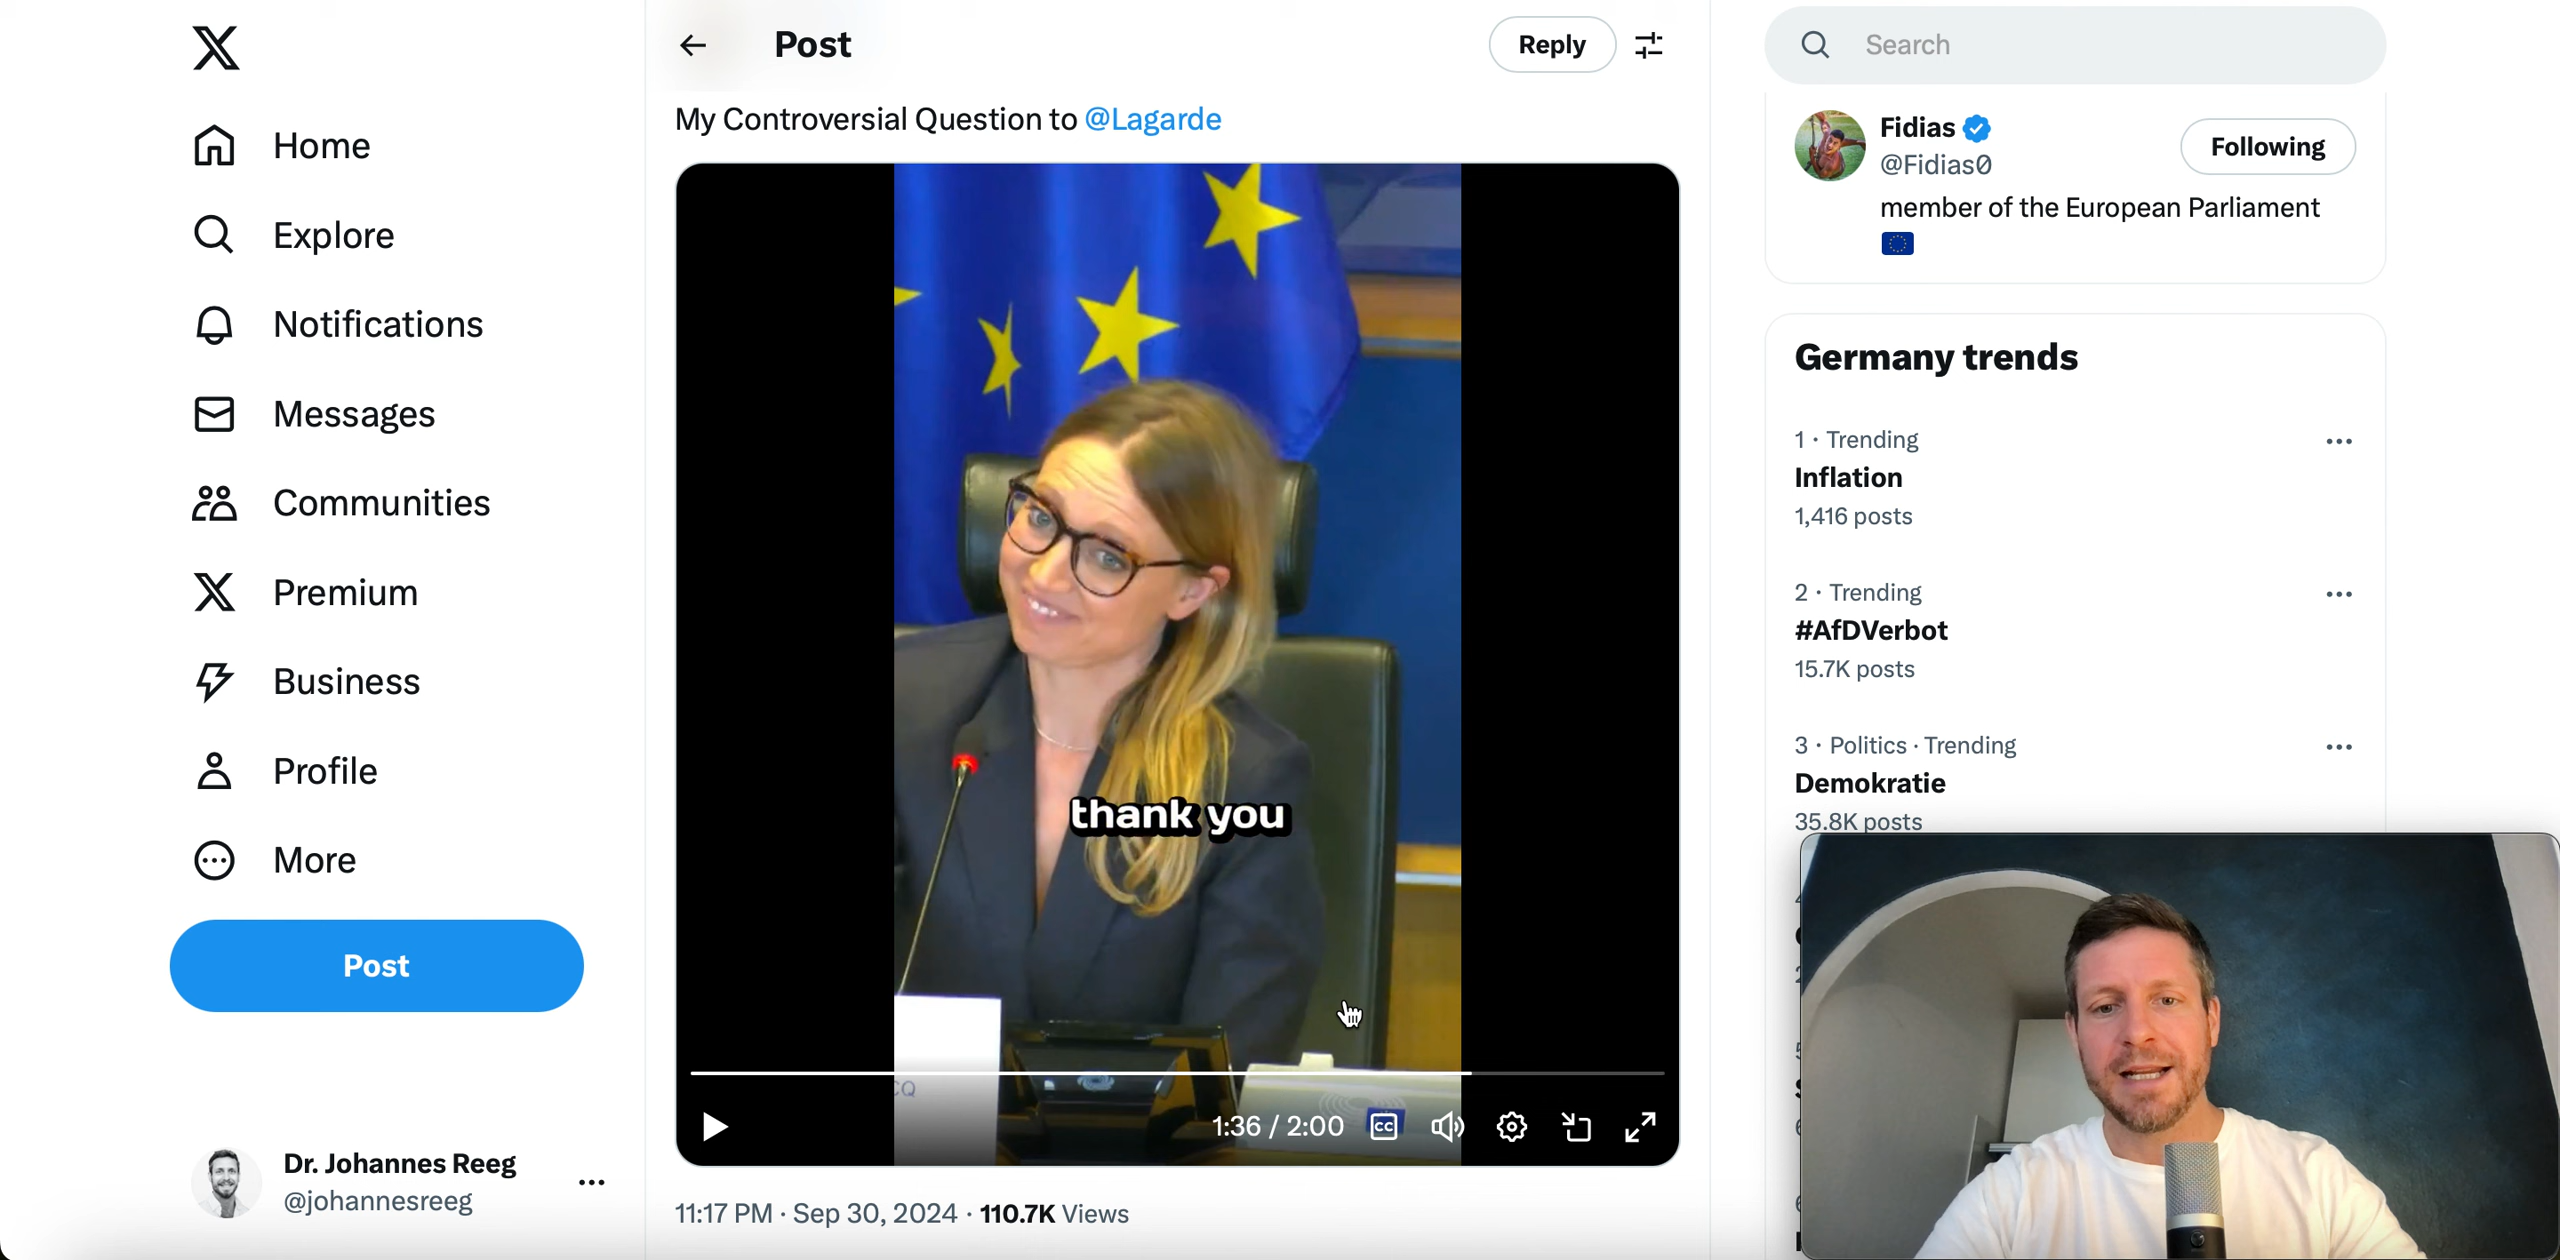 Home
Explore
Notifications
Messages
Communities
Premium
Business
Profile
More
Post
Dr. Johannes Reeg
@johannesreeg
Post
Reply
My Controversial Question to @Lagarde
thank you
CQ
1:36 / 2:00
CC
11:17 PM · Sep 30, 2024 · 110.7K Views
Search
Fidias
@Fidias0
Following
member of the European Parliament
Germany trends
1 · Trending
Inflation
1,416 posts
2 · Trending
#AfDVerbot
15.7K posts
3 · Politics · Trending
Demokratie
35.8K posts